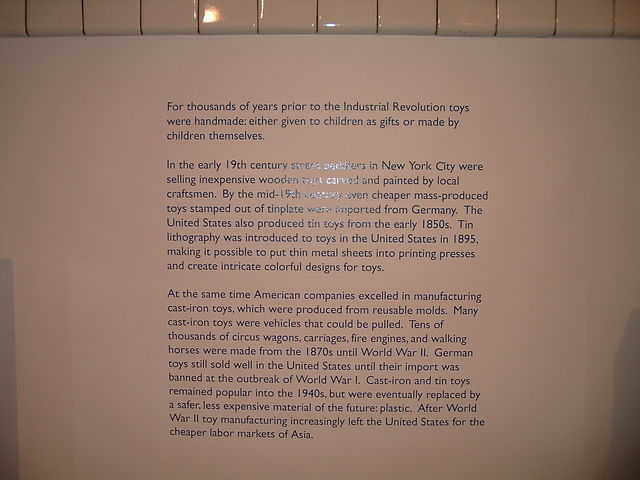 For thousands of years prior to the Industrial Revolution toys
were handmade: either given to children as gifts or made by
children themselves.

In the early 19th century street peddlers in New York City were
selling inexpensive wooden toys carved and painted by local
craftsmen. By the mid-19th century even cheaper mass-produced
toys stamped out of tinplate were imported from Germany. The
United States also produced tin toys from the early 1850s. Tin
lithography was introduced to toys in the United States in 1895,
making it possible to put thin metal sheets into printing presses
and create intricate colorful designs for toys.

At the same time American companies excelled in manufacturing
cast-iron toys, which were produced from reusable molds. Many
cast-iron toys were vehicles that could be pulled. Tens of
thousands of circus wagons, carriages, fire engines, and walking
horses were made from the 1870s until World War II. German
toys still sold well in the United States until their import was
banned at the outbreak of World War I. Cast-iron and tin toys
remained popular into the 1940s, but were eventually replaced by
a safer, less expensive material of the future: plastic. After World
War II toy manufacturing increasingly left the United States for the
cheaper labor markets of Asia.